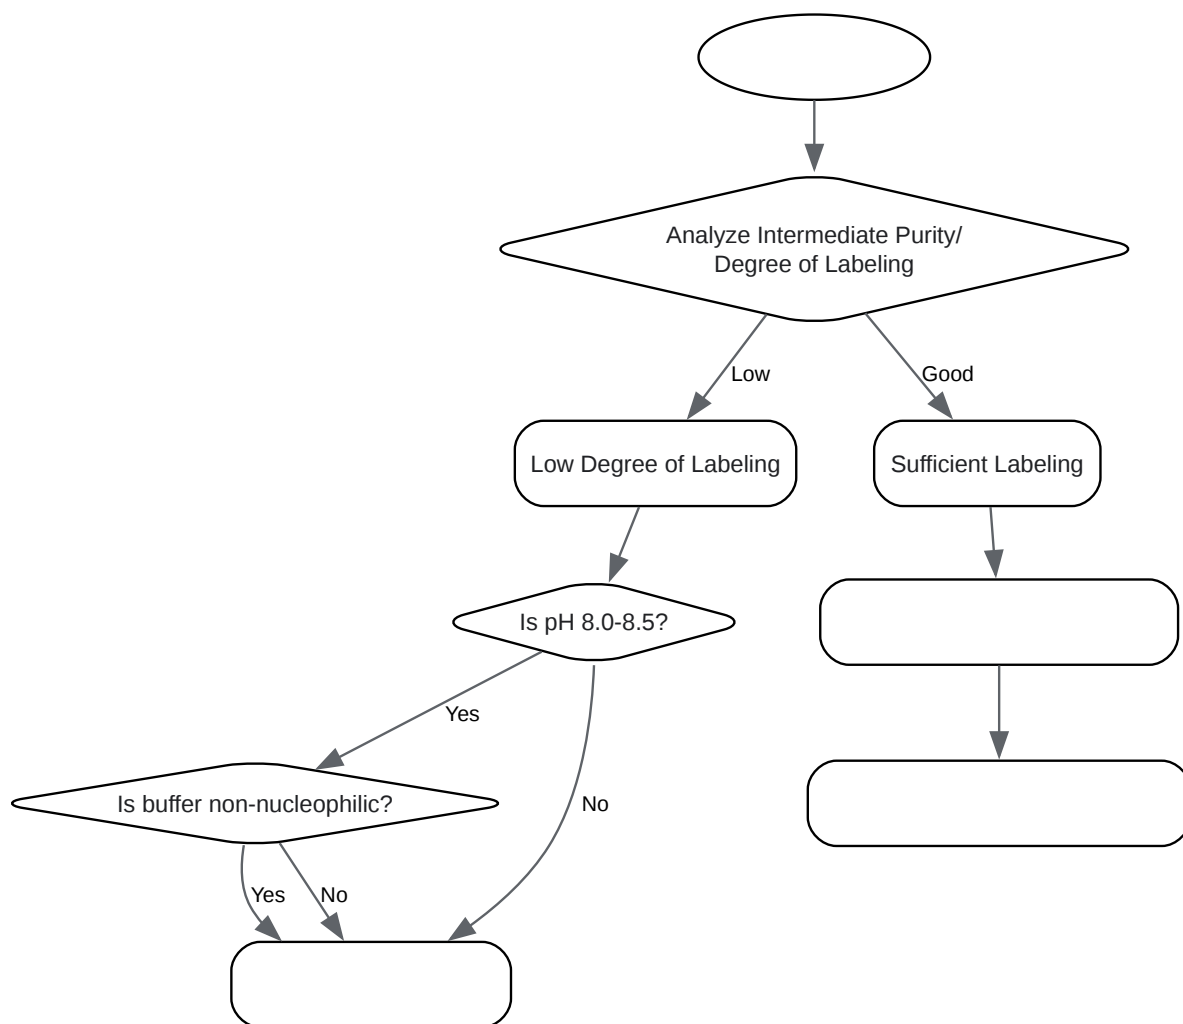 Analyze Intermediate Purity/
Degree of Labeling
Low
Good
Low Degree of Labeling
Sufficient Labeling
Is pH 8.0-8.5?
Yes
Is buffer non-nucleophilic?
No
Yes
No